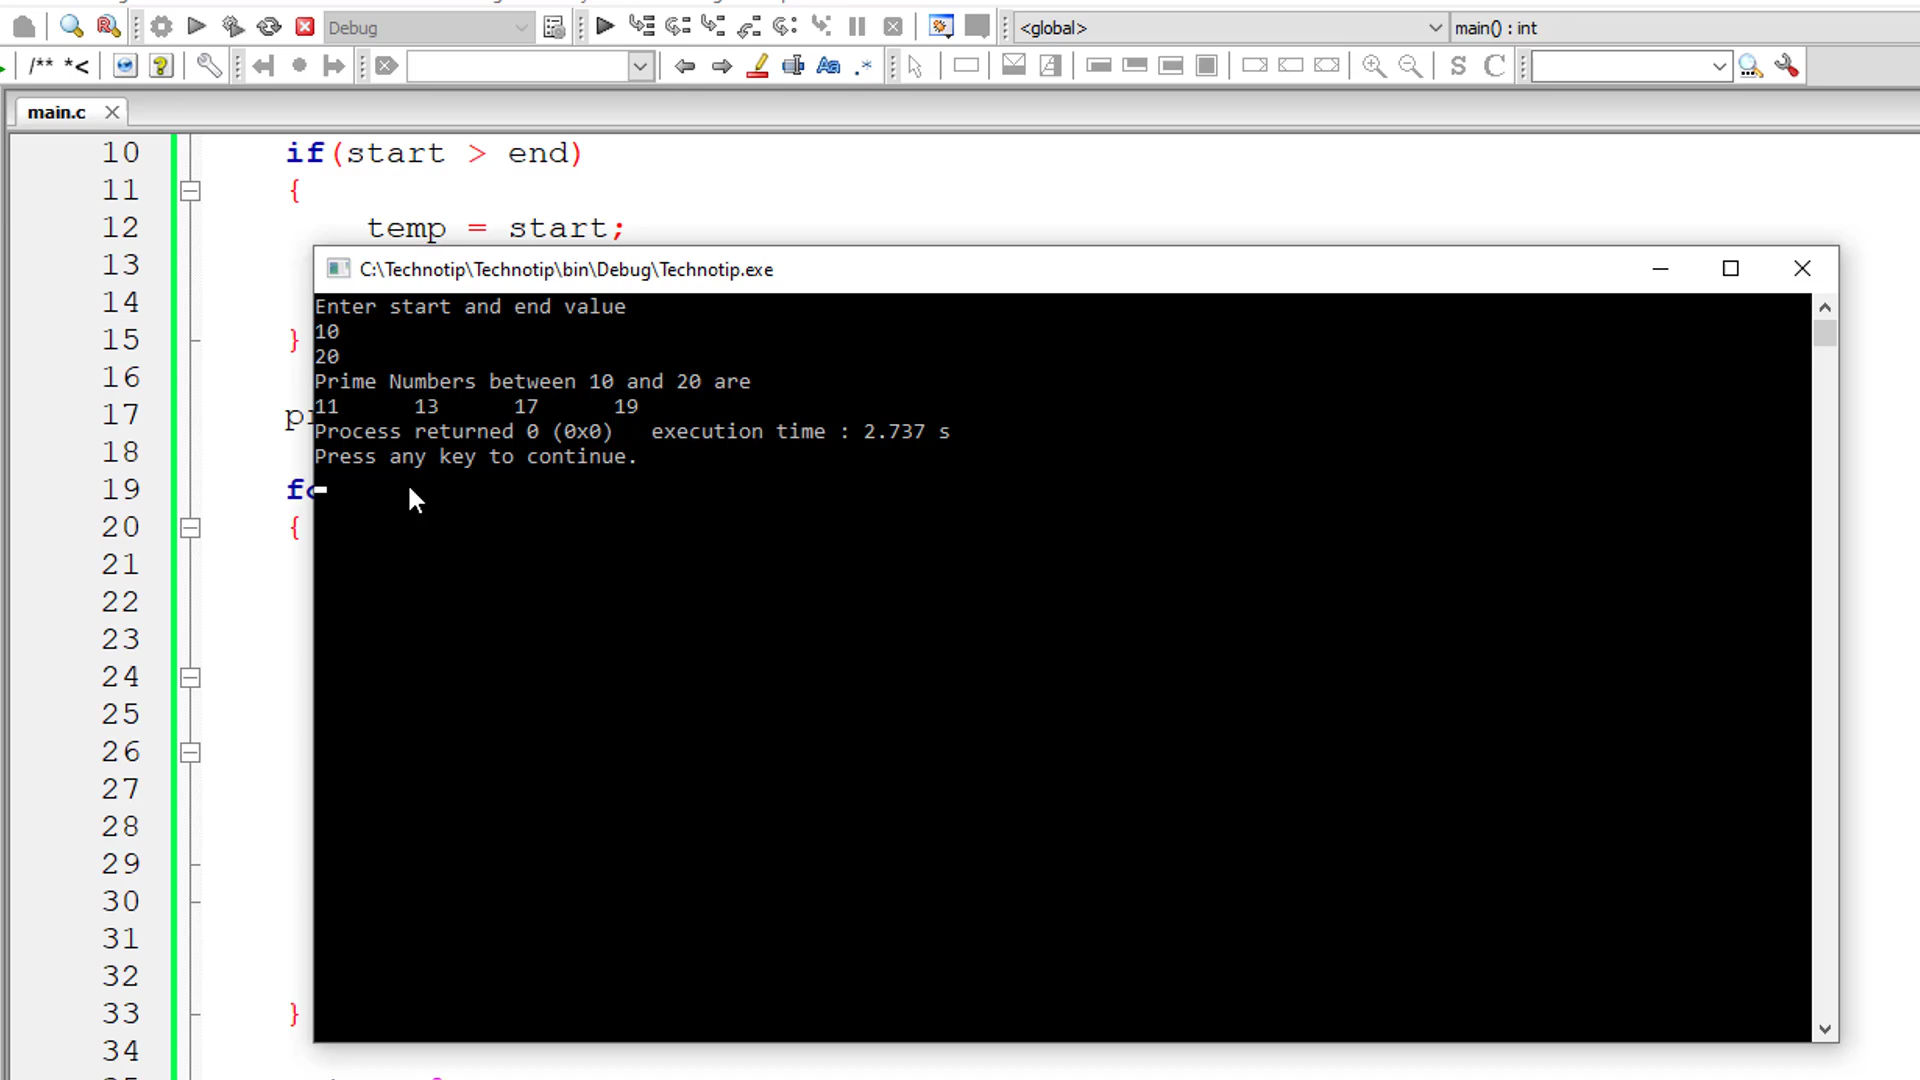 Debug
<global>
main() : int
/** *<
Aa
.*
S
C
main.c
10 if(start > end)
11 {
12 temp = start;
13
14
15 }
16
17 pr
18
19 fo
20 {
21
22
23
24
25
26
27
28
29
30
31
32
33 }
34
C:\Technotip\Technotip\bin\Debug\Technotip.exe
Enter start and end value
10
20
Prime Numbers between 10 and 20 are
11 13 17 19
Process returned 0 (0x0) execution time : 2.737 s
Press any key to continue.